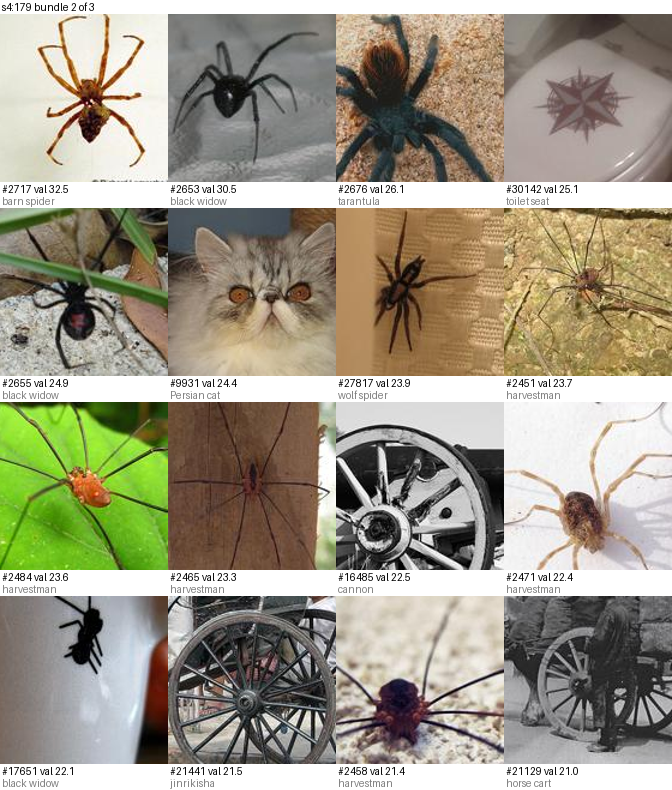 s4:179 bundle 2 of 3
#2717 val 32.5
barn spider
#2653 val 30.5
black widow
#2676 val 26.1
tarantula
#30142 val 25.1
toilet seat
#2655 val 24.9
black widow
#9931 val 24.4
Persian cat
#27817 val 23.9
wolf spider
#2451 val 23.7
harvestman
#2484 val 23.6
harvestman
#2465 val 23.3
harvestman
#16485 val 22.5
cannon
#2471 val 22.4
harvestman
#17651 val 22.1
black widow
#21441 val 21.5
jinrikisha
#2458 val 21.4
harvestman
#21129 val 21.0
horse cart